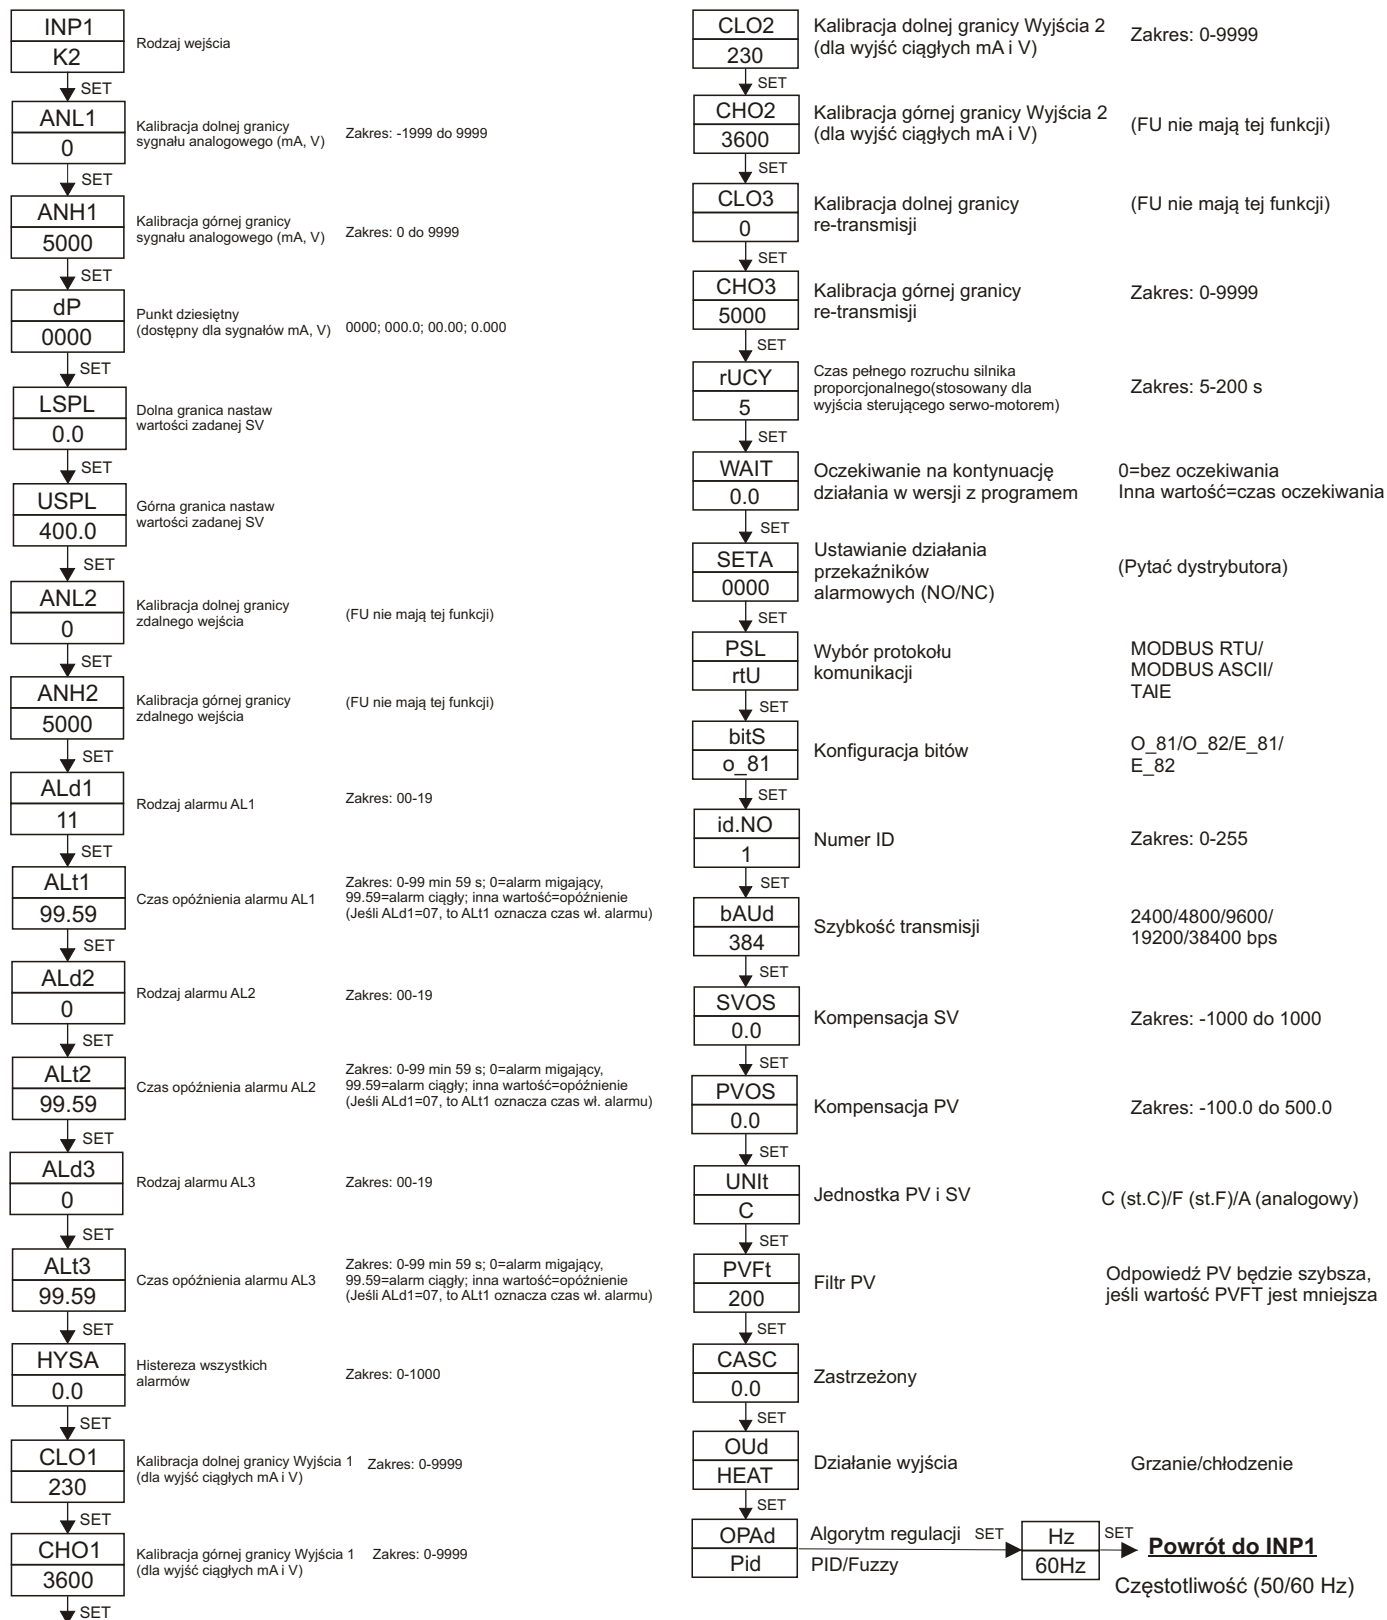 INP1
K2
Rodzaj wejścia
SET
ANL1
0
Kalibracja dolnej granicy
sygnału analogowego (mA, V)
Zakres: -1999 do 9999
SET
ANH1
5000
Kalibracja górnej granicy
sygnału analogowego (mA, V)
Zakres: 0 do 9999
SET
dP
0000
Punkt dziesiętny
(dostępny dla sygnałów mA, V)
0000; 000.0; 00.00; 0.000
SET
LSPL
0.0
Dolna granica nastaw
wartości zadanej SV
SET
USPL
400.0
Górna granica nastaw
wartości zadanej SV
SET
ANL2
0
Kalibracja dolnej granicy
zdalnego wejścia
(FU nie mają tej funkcji)
SET
ANH2
5000
Kalibracja górnej granicy
zdalnego wejścia
(FU nie mają tej funkcji)
SET
ALd1
11
Rodzaj alarmu AL1
Zakres: 00-19
SET
ALt1
99.59
Czas opóźnienia alarmu AL1
Zakres: 0-99 min 59 s; 0=alarm migający,
99.59=alarm ciągły; inna wartość=opóźnienie
(Jeśli ALd1=07, to ALt1 oznacza czas wł. alarmu)
SET
ALd2
0
Rodzaj alarmu AL2
Zakres: 00-19
SET
ALt2
99.59
Czas opóźnienia alarmu AL2
Zakres: 0-99 min 59 s; 0=alarm migający,
99.59=alarm ciągły; inna wartość=opóźnienie
(Jeśli ALd1=07, to ALt1 oznacza czas wł. alarmu)
SET
ALd3
0
Rodzaj alarmu AL3
Zakres: 00-19
SET
ALt3
99.59
Czas opóźnienia alarmu AL3
Zakres: 0-99 min 59 s; 0=alarm migający,
99.59=alarm ciągły; inna wartość=opóźnienie
(Jeśli ALd1=07, to ALt1 oznacza czas wł. alarmu)
SET
HYSA
0.0
Histereza wszystkich
alarmów
Zakres: 0-1000
SET
CLO1
230
Kalibracja dolnej granicy Wyjścia 1
(dla wyjść ciągłych mA i V)
Zakres: 0-9999
SET
CHO1
3600
Kalibracja górnej granicy Wyjścia 1
(dla wyjść ciągłych mA i V)
Zakres: 0-9999
SET
CLO2
230
Kalibracja dolnej granicy Wyjścia 2
(dla wyjść ciągłych mA i V)
Zakres: 0-9999
SET
CHO2
3600
Kalibracja górnej granicy Wyjścia 2
(dla wyjść ciągłych mA i V)
(FU nie mają tej funkcji)
SET
CLO3
0
Kalibracja dolnej granicy
re-transmisji
(FU nie mają tej funkcji)
SET
CHO3
5000
Kalibracja górnej granicy
re-transmisji
Zakres: 0-9999
SET
rUCY
5
Czas pełnego rozruchu silnika
proporcjonalnego(stosowany dla
wyjścia sterującego serwo-motorem)
Zakres: 5-200 s
SET
WAIT
0.0
Oczekiwanie na kontynuację
działania w wersji z programem
0=bez oczekiwania
Inna wartość=czas oczekiwania
SET
SETA
0000
Ustawianie działania
przekaźników
alarmowych (NO/NC)
(Pytać dystrybutora)
SET
PSL
rtU
Wybór protokołu
komunikacji
MODBUS RTU/
MODBUS ASCII/
TAIE
SET
bitS
o_81
Konfiguracja bitów
O_81/O_82/E_81/
E_82
SET
id.NO
1
Numer ID
Zakres: 0-255
SET
bAUd
384
Szybkość transmisji
2400/4800/9600/
19200/38400 bps
SET
SVOS
0.0
Kompensacja SV
Zakres: -1000 do 1000
SET
PVOS
0.0
Kompensacja PV
Zakres: -100.0 do 500.0
SET
UNIt
C
Jednostka PV i SV
C (st.C)/F (st.F)/A (analogowy)
SET
PVFt
200
Filtr PV
Odpowiedź PV będzie szybsza,
jeśli wartość PVFT jest mniejsza
SET
CASC
0.0
Zastrzeżony
SET
OUd
HEAT
Działanie wyjścia
Grzanie/chłodzenie
SET
OPAd
Pid
Algorytm regulacji
PID/Fuzzy
SET
Hz
60Hz
SET
Powrót do INP1
Częstotliwość (50/60 Hz)